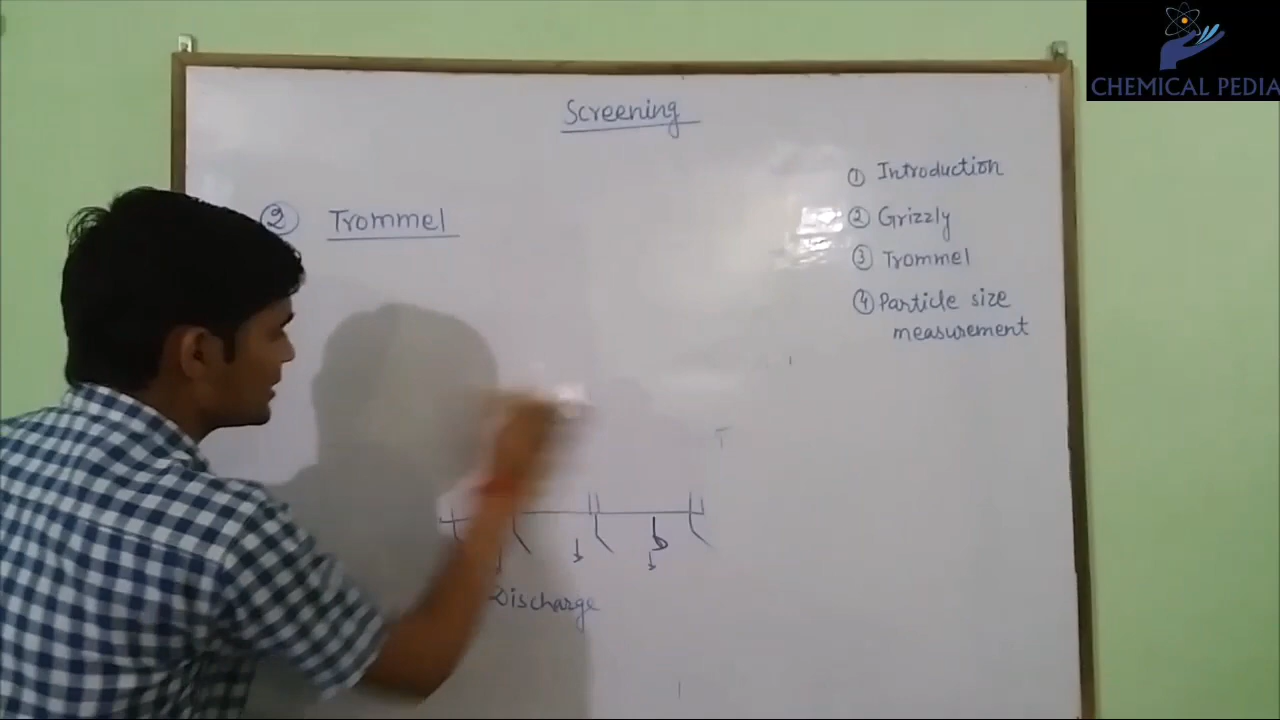 CHEMICAL PEDIA
Screening
② Trommel
① Introduction
② Grizzly
③ Trommel
④ Particle size
measurement
Discharge